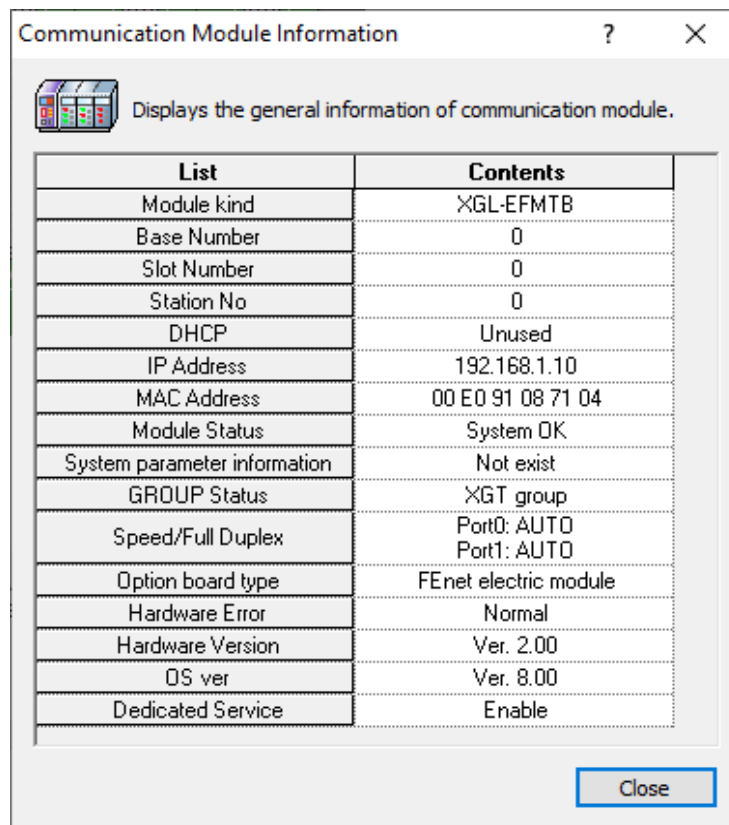 Communication Module Information ? ×
Displays the general information of communication module.
List Contents
Module kind XGL-EFMTB
Base Number 0
Slot Number 0
Station No 0
DHCP Unused
IP Address 192.168.1.10
MAC Address 00 E0 91 08 71 04
Module Status System OK
System parameter information Not exist
GROUP Status XGT group
Speed/Full Duplex Port0: AUTO
Port1: AUTO
Option board type FEnet electric module
Hardware Error Normal
Hardware Version Ver. 2.00
OS ver Ver. 8.00
Dedicated Service Enable
Close